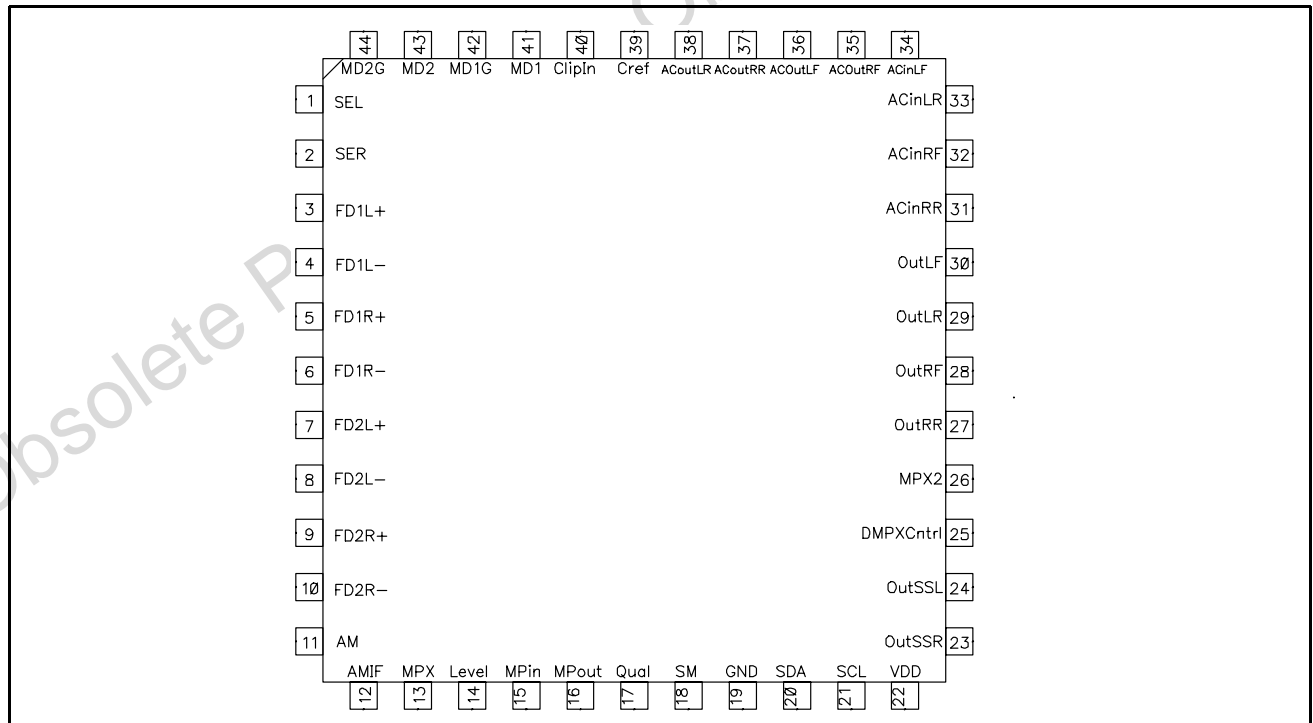 44 43 42 41 40 39 38 37 36 35 34
MD2G MD2 MD1G MD1 ClipIn Cref ACoutLR ACoutRR ACOutLF ACOutRF ACinLF
1 SEL ACinLR 33
2 SER ACinRF 32
3 FD1L+ ACinRR 31
4 FD1L− OutLF 30
5 FD1R+ OutLR 29
6 FD1R− OutRF 28
7 FD2L+ OutRR 27
8 FD2L− MPX2 26
9 FD2R+ DMPXCntrl 25
10 FD2R− OutSSL 24
11 AM OutSSR 23
AMIF MPX Level MPin MPout Qual SM GND SDA SCL VDD
12 13 14 15 16 17 18 19 20 21 22
Obsolete P